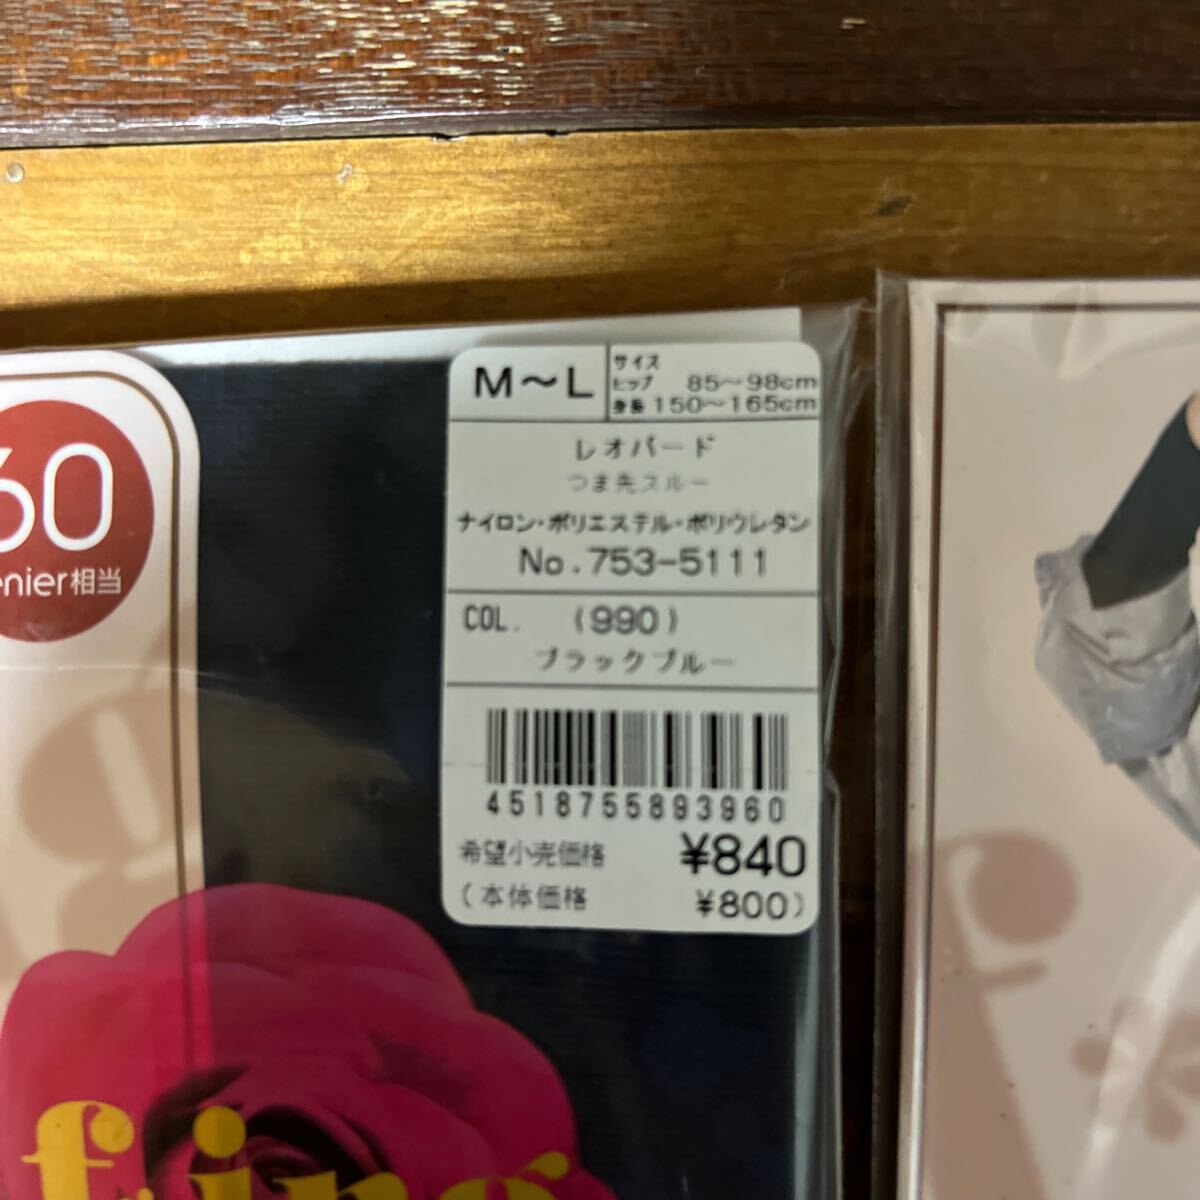 M～L
サイズ
ヒップ 85～98cm
身長 150～165cm
レオパード
つま先スルー
ナイロン・ポリエステル・ポリウレタン
No.753-5111
COL. (990)
ブラックブルー
4518755893960
希望小売価格 ¥840
(本体価格 ¥800)
60
enier相当